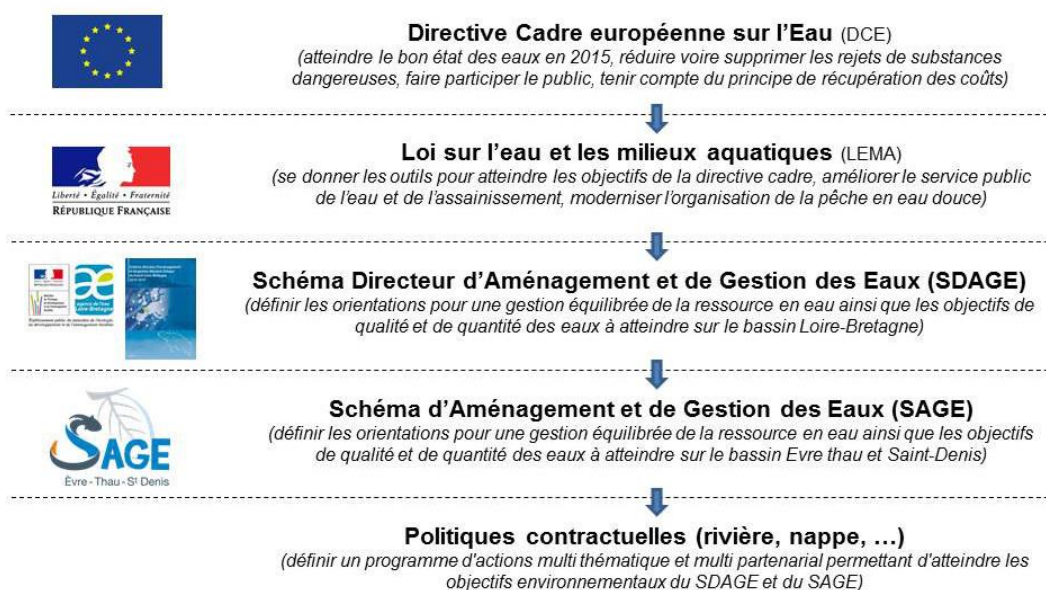 Directive Cadre européenne sur l'Eau (DCE)
(atteindre le bon état des eaux en 2015, réduire voire supprimer les rejets de substances
dangereuses, faire participer le public, tenir compte du principe de récupération des coûts)
Liberté • Égalité • Fraternité
RÉPUBLIQUE FRANÇAISE
Loi sur l'eau et les milieux aquatiques (LEMA)
(se donner les outils pour atteindre les objectifs de la directive cadre, améliorer le service public
de l'eau et de l'assainissement, moderniser l'organisation de la pêche en eau douce)
agence de l'eau
Loire-Bretagne
Schéma Directeur d'Aménagement et de Gestion des Eaux (SDAGE)
(définir les orientations pour une gestion équilibrée de la ressource en eau ainsi que les objectifs de
qualité et de quantité des eaux à atteindre sur le bassin Loire-Bretagne)
SAGE
Èvre - Thau - St Denis
Schéma d'Aménagement et de Gestion des Eaux (SAGE)
(définir les orientations pour une gestion équilibrée de la ressource en eau ainsi que les objectifs
de qualité et de quantité des eaux à atteindre sur le bassin Evre thau et Saint-Denis)
Politiques contractuelles (rivière, nappe, …)
(définir un programme d'actions multi thématique et multi partenarial permettant d'atteindre les
objectifs environnementaux du SDAGE et du SAGE)